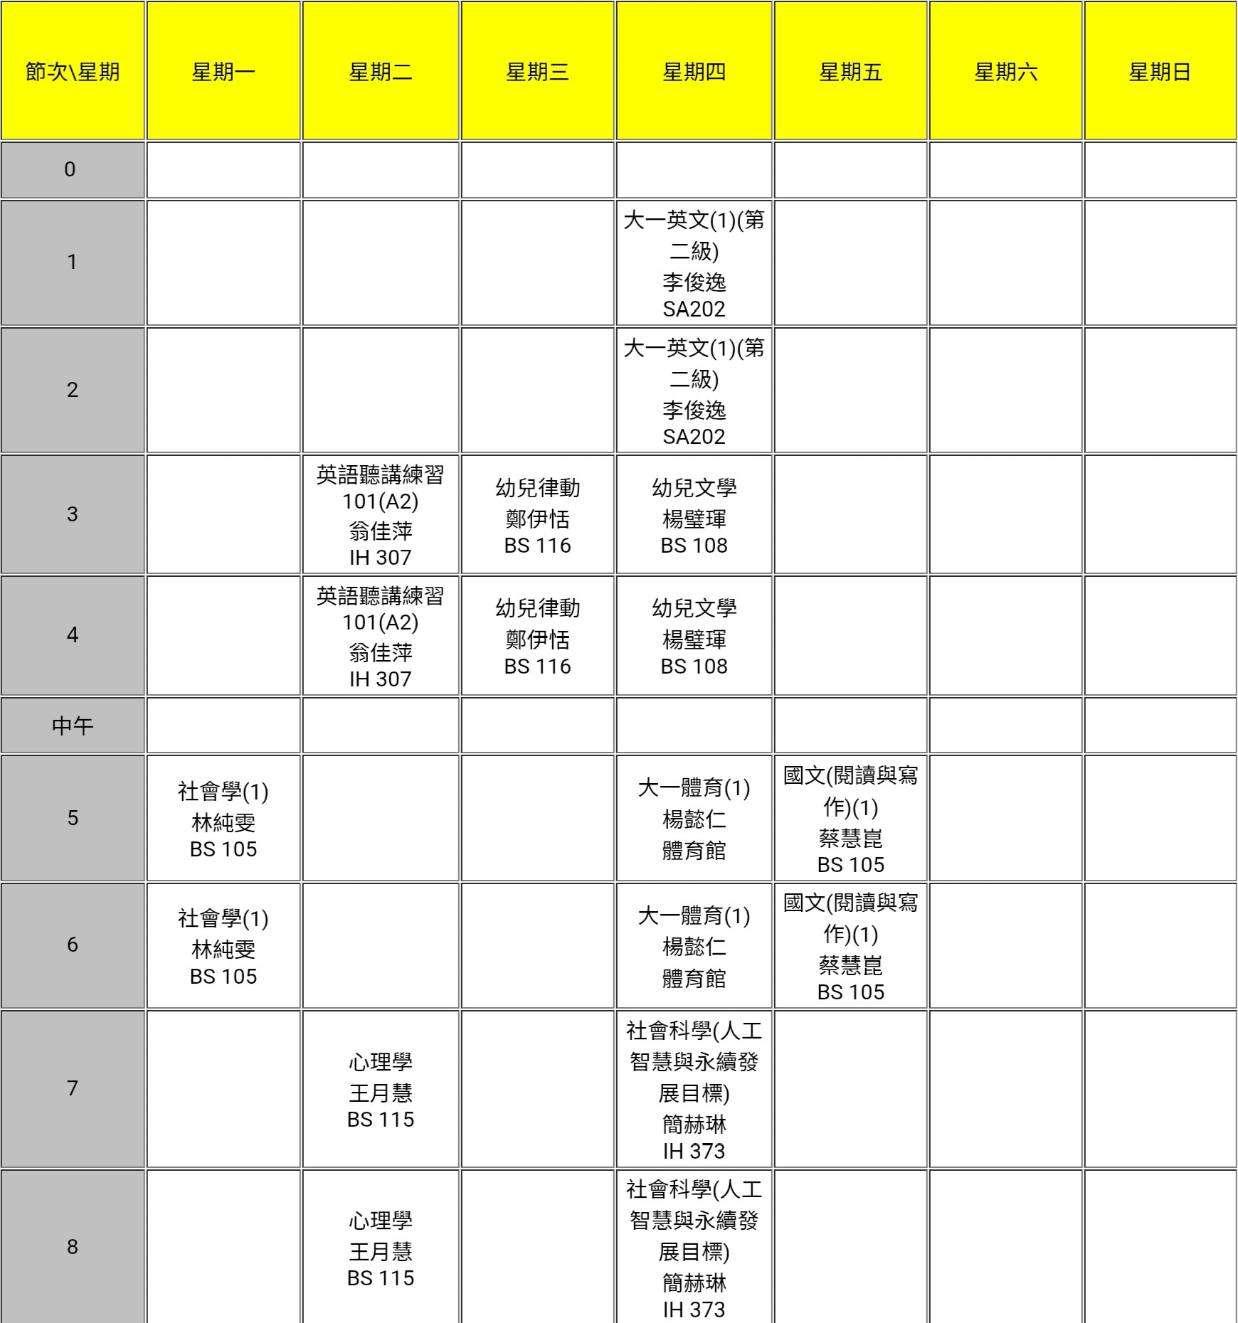 節次\星期 星期一 星期二 星期三 星期四 星期五 星期六 星期日
0
1
大一英文(1)(第
二級)
李俊逸
SA202
2
大一英文(1)(第
二級)
李俊逸
SA202
3
英語聽講練習
101(A2)
翁佳萍
IH 307
幼兒律動
鄭伊恬
BS 116
幼兒文學
楊璧琿
BS 108
4
英語聽講練習
101(A2)
翁佳萍
IH 307
幼兒律動
鄭伊恬
BS 116
幼兒文學
楊璧琿
BS 108
中午
5
社會學(1)
林純雯
BS 105
大一體育(1)
楊懿仁
體育館
國文(閱讀與寫
作)(1)
蔡慧崑
BS 105
6
社會學(1)
林純雯
BS 105
大一體育(1)
楊懿仁
體育館
國文(閱讀與寫
作)(1)
蔡慧崑
BS 105
7
心理學
王月慧
BS 115
社會科學(人工
智慧與永續發
展目標)
簡赫琳
IH 373
8
心理學
王月慧
BS 115
社會科學(人工
智慧與永續發
展目標)
簡赫琳
IH 373